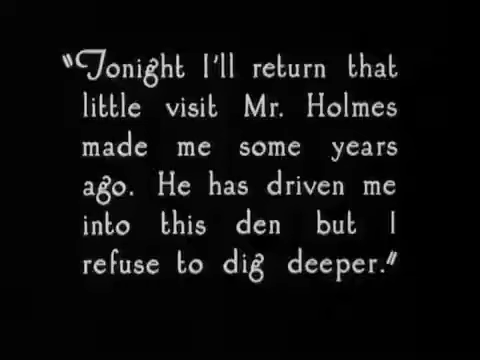 "Tonight I'll return that
little visit Mr. Holmes
made me some years
ago. He has driven me
into this den but I
refuse to dig deeper."